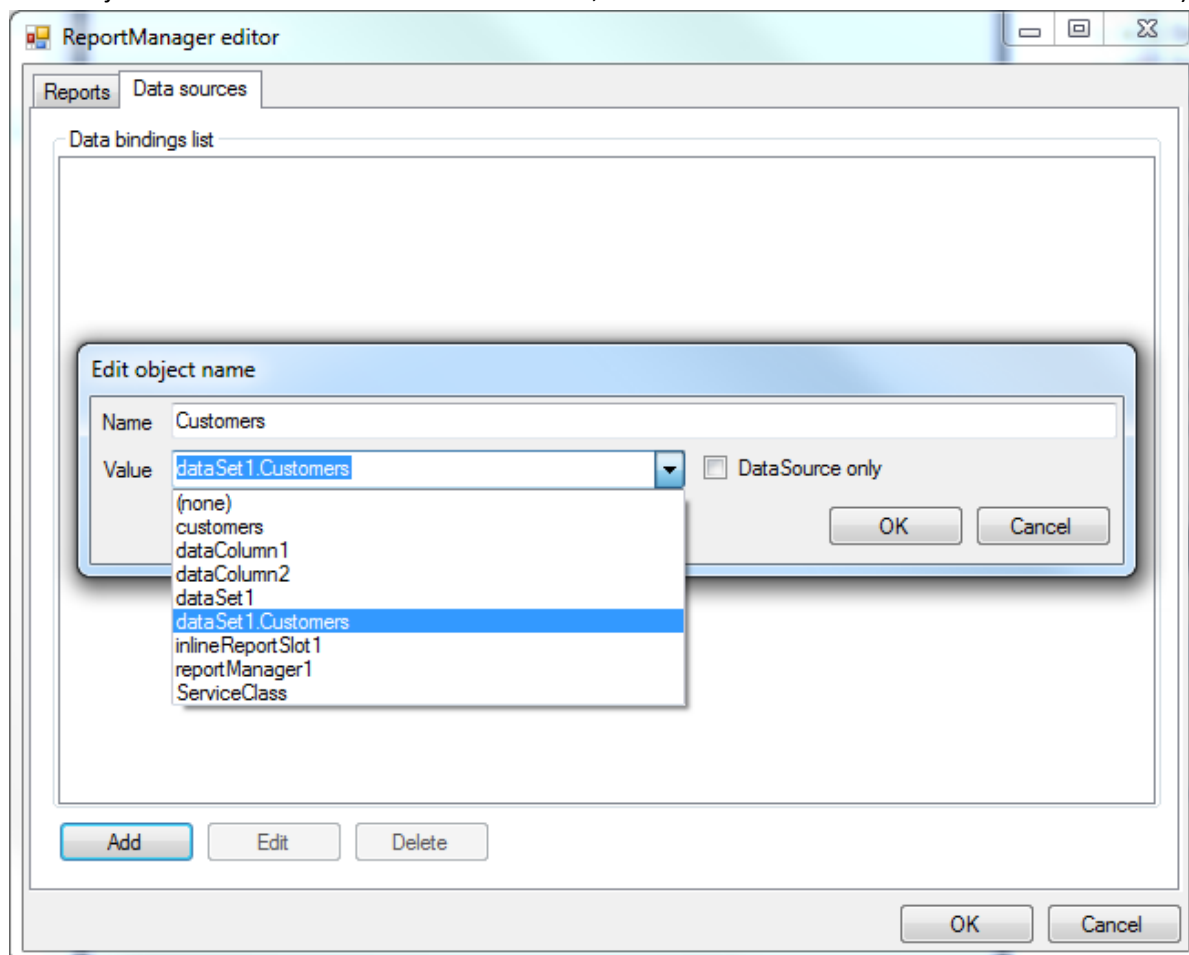 ReportManager editor
Reports Data sources
Data bindings list
Edit object name
Name Customers
Value dataSet1.Customers DataSource only
(none)
customers
dataColumn1
dataColumn2
dataSet1
dataSet1.Customers
inlineReportSlot1
reportManager1
ServiceClass
OK Cancel
Add Edit Delete
OK Cancel